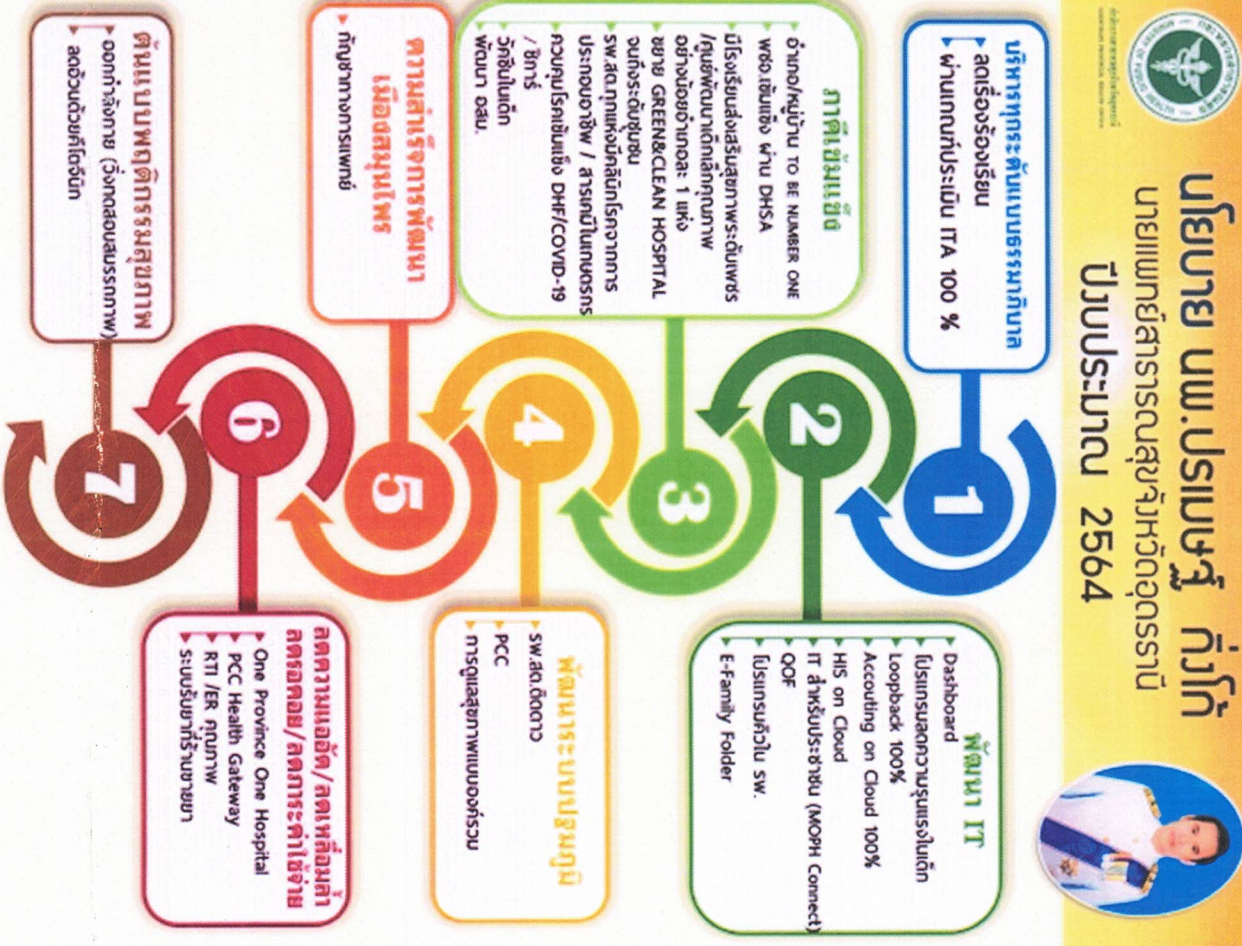 นโยบาย นพ.ปรเมษฐ์ กิ่งโก้
นายแพทย์สาธารณสุขจังหวัดอุดรธานี
ปีงบประมาณ 2564
1
บริหารทุกระดับแบบธรรมาภิบาล
ลดเรื่องร้องเรียน
ผ่านเกณฑ์ประเมิน ITA 100 %
2
พัฒนา IT
Dashboard
โปรแกรมลดความรุนแรงในเด็ก
Loopback 100%
Accouting on Cloud 100%
HIS on Cloud
IT สำหรับประชาชน (MOPH Connect)
QOF
โปรแกรมคิวใน รพ.
E-Family Folder
3
ภาคีเข้มแข็ง
อำเภอ/หมู่บ้าน TO BE NUMBER ONE
พชอ.เข้มแข็ง ผ่าน DHSA
มีโรงเรียนส่งเสริมสุขภาพระดับเพชร
/ศูนย์พัฒนาเด็กเล็กคุณภาพ
อย่างน้อยอำเภอละ 1 แห่ง
ขยาย GREEN&CLEAN HOSPITAL
จนถึงระดับชุมชน
รพ.สต.ทุกแห่งมีคลินิกโรคจากการ
ประกอบอาชีพ / สารเคมีในเกษตรกร
ควบคุมโรคเข้มแข็ง DHF/COVID-19
/ ซิการ์
วัคซีนในเด็ก
พัฒนา อสม.
4
พัฒนาระบบปฐมภูมิ
รพ.สต.ติดดาว
PCC
การดูแลสุขภาพแบบองค์รวม
5
ความสำเร็จการพัฒนา
เมืองสมุนไพร
กัญชาทางการแพทย์
6
ลดความแออัด/ลดเหลื่อมล้ำ
ลดรอคอย/ลดภาระค่าใช้จ่าย
One Province One Hospital
PCC Health Gateway
RTI /ER คุณภาพ
ระบบรับยาที่ร้านขายยา
7
ต้นแบบพฤติกรรมสุขภาพ
ออกกำลังกาย (วิ่งทดสอบสมรรถภาพ)
ลดอ้วนด้วยคีโตจีนิก